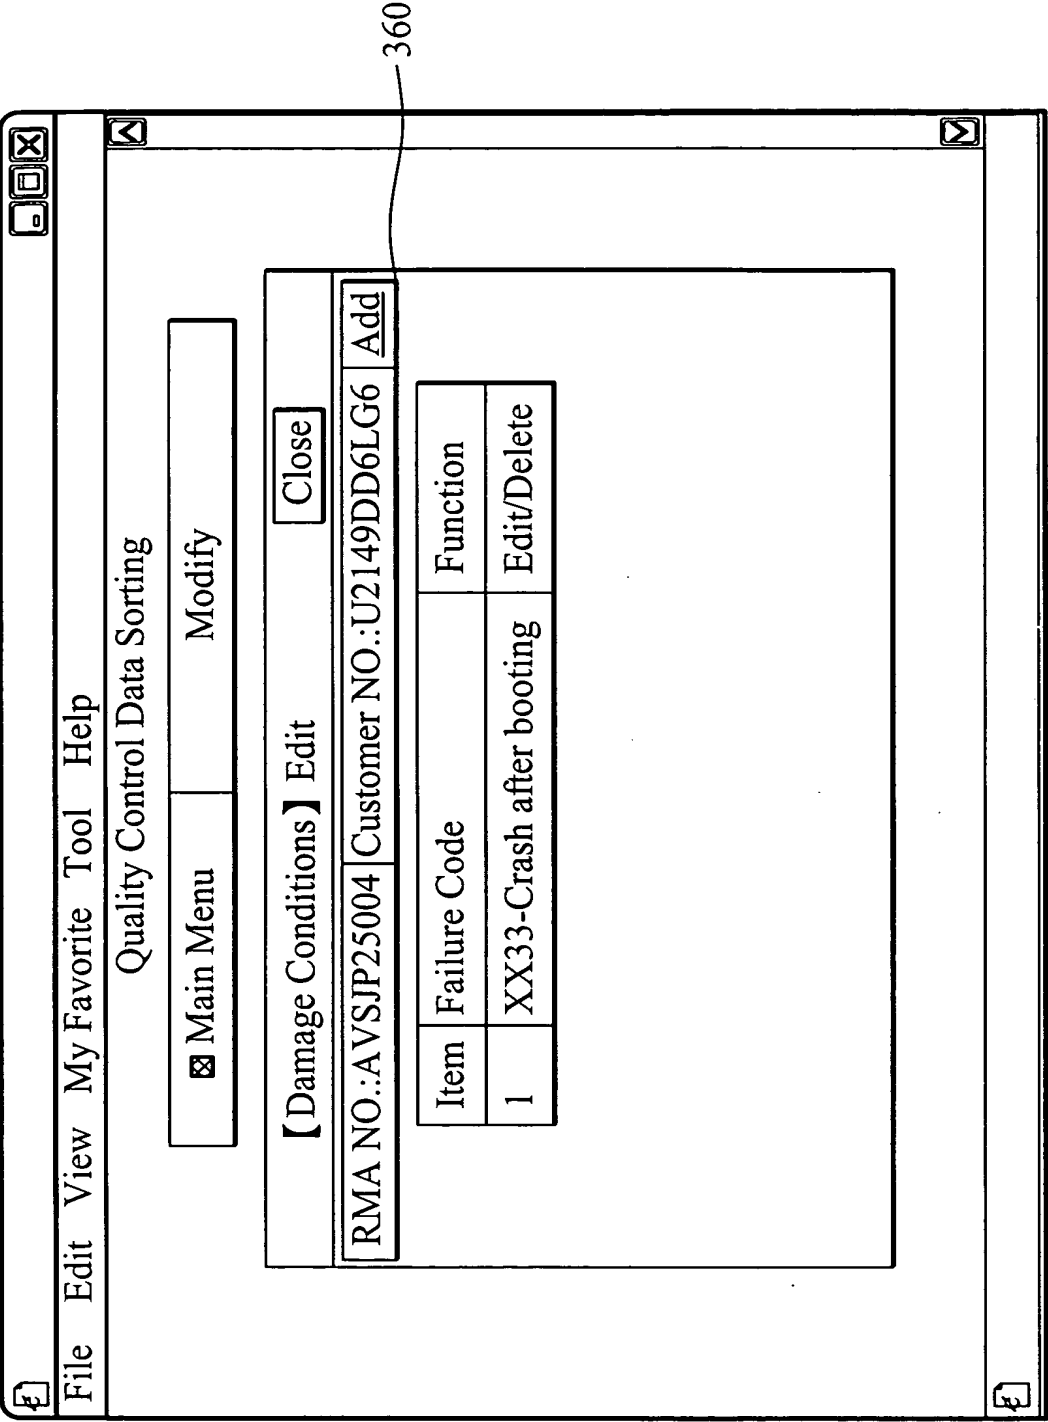 File Edit View My Favorite Tool Help
Quality Control Data Sorting
Main Menu Modify
【Damage Conditions】Edit Close
RMA NO.:AVSJP25004 Customer NO.:U2149DD6LG6 Add
360
Item Failure Code Function
1 XX33-Crash after booting Edit/Delete